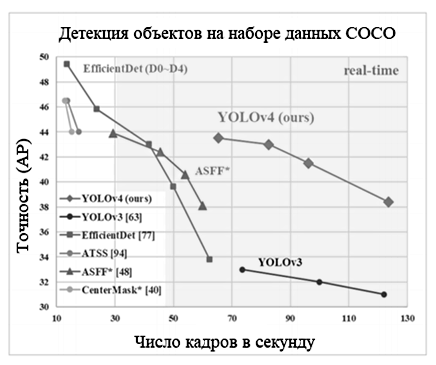 Детекция объектов на наборе данных COCO
EfficientDet (D0~D4)
real-time
YOLOv4 (ours)
ASFF*
YOLOv3
YOLOv4 (ours)
YOLOv3 [63]
EfficientDet [77]
ATSS [94]
ASFF* [48]
CenterMask* [40]
Точность (AP)
50
48
46
44
42
40
38
36
34
32
30
10
30
50
70
90
110
130
Число кадров в секунду